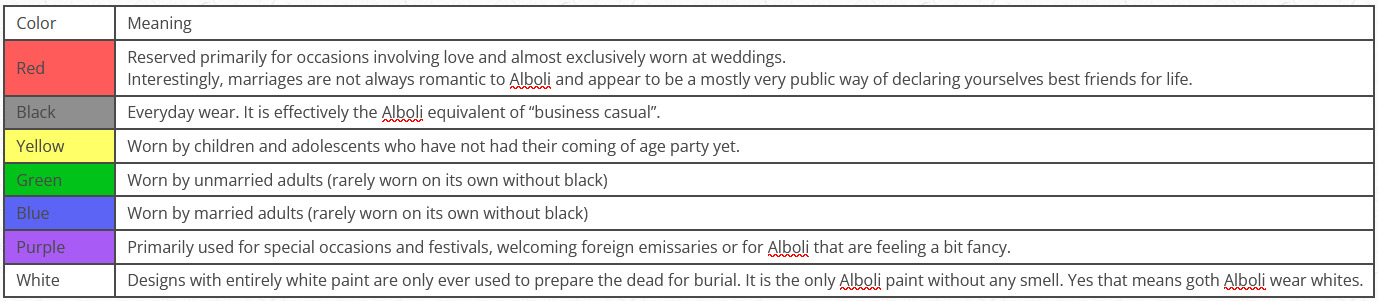 Color Meaning
Red Reserved primarily for occasions involving love and almost exclusively worn at weddings.
Interestingly, marriages are not always romantic to Alboli and appear to be a mostly very public way of declaring yourselves best friends for life.
Black Everyday wear. It is effectively the Alboli equivalent of “business casual”.
Yellow Worn by children and adolescents who have not had their coming of age party yet.
Green Worn by unmarried adults (rarely worn on its own without black)
Blue Worn by married adults (rarely worn on its own without black)
Purple Primarily used for special occasions and festivals, welcoming foreign emissaries or for Alboli that are feeling a bit fancy.
White Designs with entirely white paint are only ever used to prepare the dead for burial. It is the only Alboli paint without any smell. Yes that means goth Alboli wear whites.